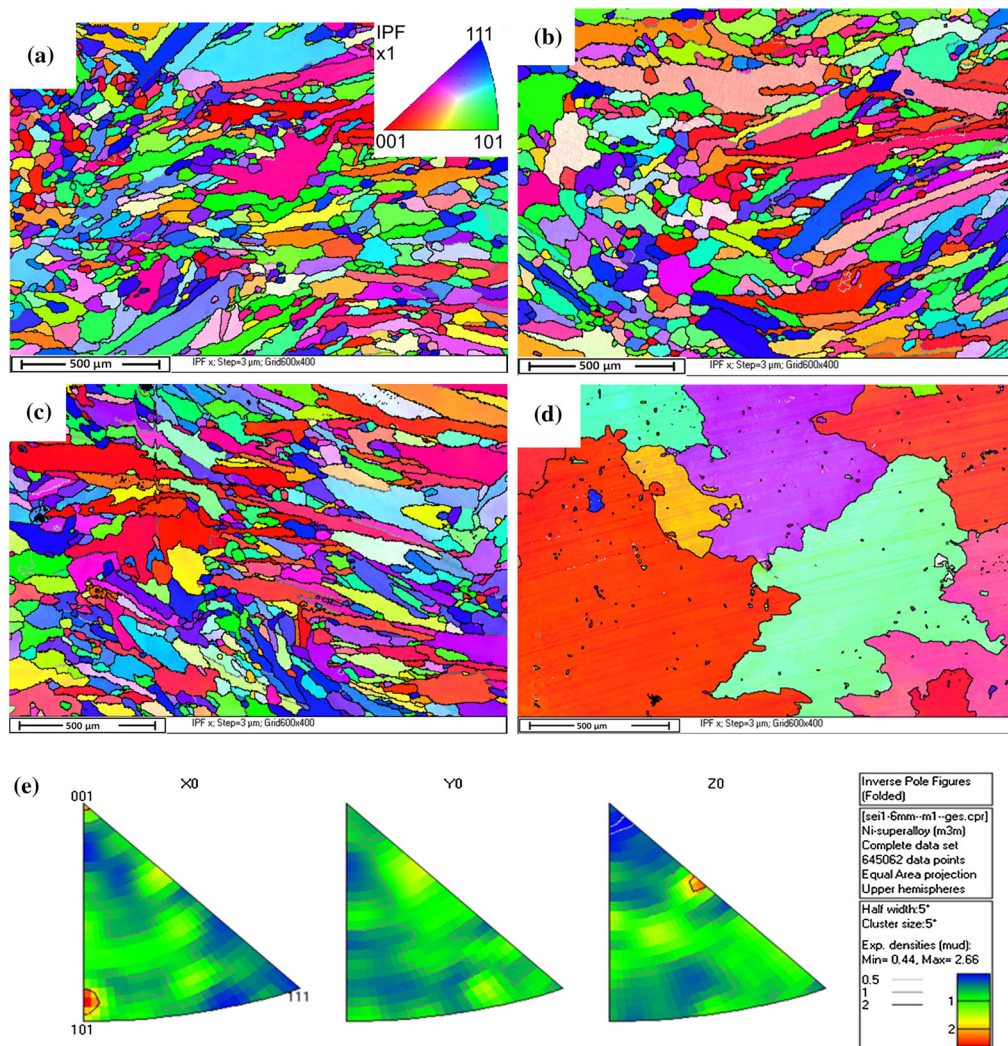 (a)
IPF
x1
111
001
101
500 µm
IPF x; Step=3 µm; Grid600x400
(b)
500 µm
IPF x; Step=3 µm; Grid600x400
(c)
500 µm
IPF x; Step=3 µm; Grid600x400
(d)
1
500 µm
IPF x; Step=3 µm; Grid600x400
(e)
X0
Y0
Z0
001
111
101
Inverse Pole Figures
(Folded)
[sei1-6mm--m1--ges.cpr]
Ni-superalloy (m3m)
Complete data set
645062 data points
Equal Area projection
Upper hemispheres
Half width:5°
Cluster size:5°
Exp. densities (mud):
Min= 0.44, Max= 2.66
0.5
1
2
1
2